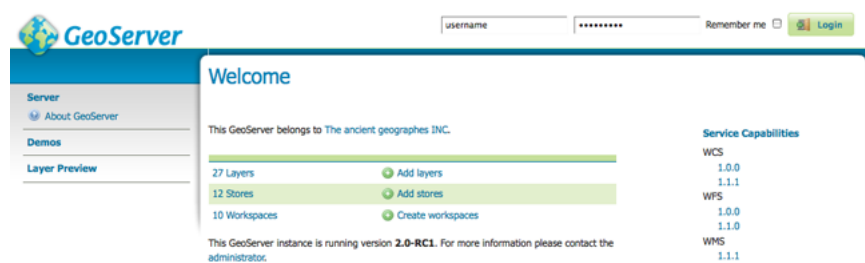 GeoServer
username
•••••••••
Remember me
Login
Server
About GeoServer
Demos
Layer Preview
Welcome
This GeoServer belongs to The ancient geographes INC.
27 Layers Add layers
12 Stores Add stores
10 Workspaces Create workspaces
This GeoServer instance is running version 2.0-RC1. For more information please contact the
administrator.
Service Capabilities
WCS
1.0.0
1.1.1
WFS
1.0.0
1.1.0
WMS
1.1.1